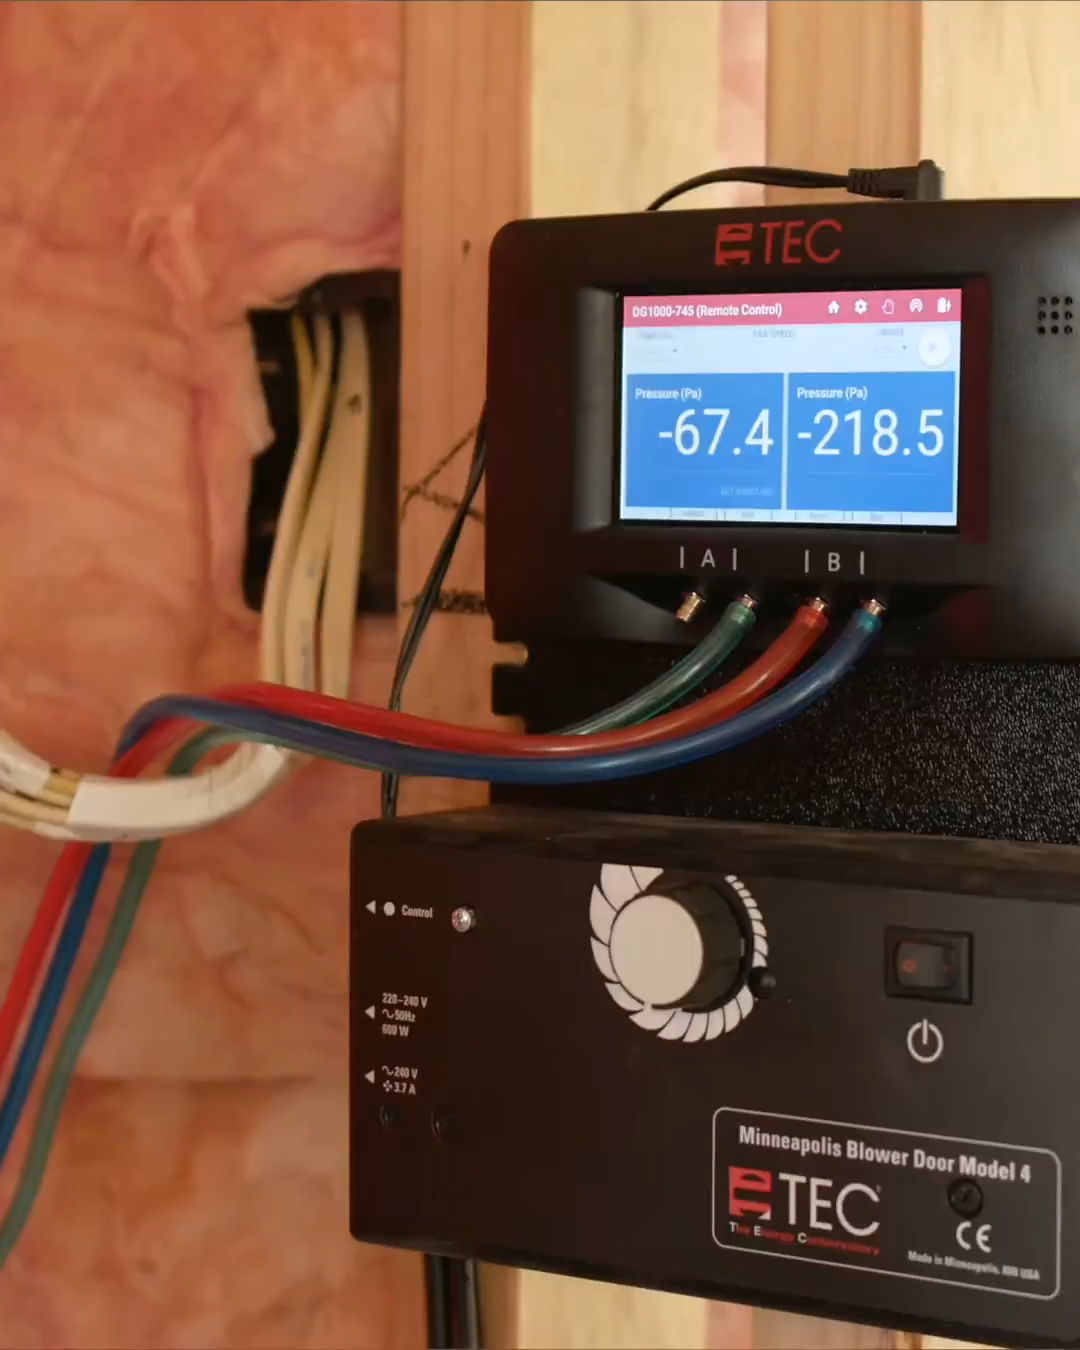 TEC
DG1000-745 (Remote Control)
Pressure (Pa)
-67.4
Pressure (Pa)
-218.5
A
B
Control
220~240 V
50Hz
600 W
240 V
3.7 A
Minneapolis Blower Door Model 4
TEC
The Energy Conservatory
CE
Made in Minneapolis, MN USA